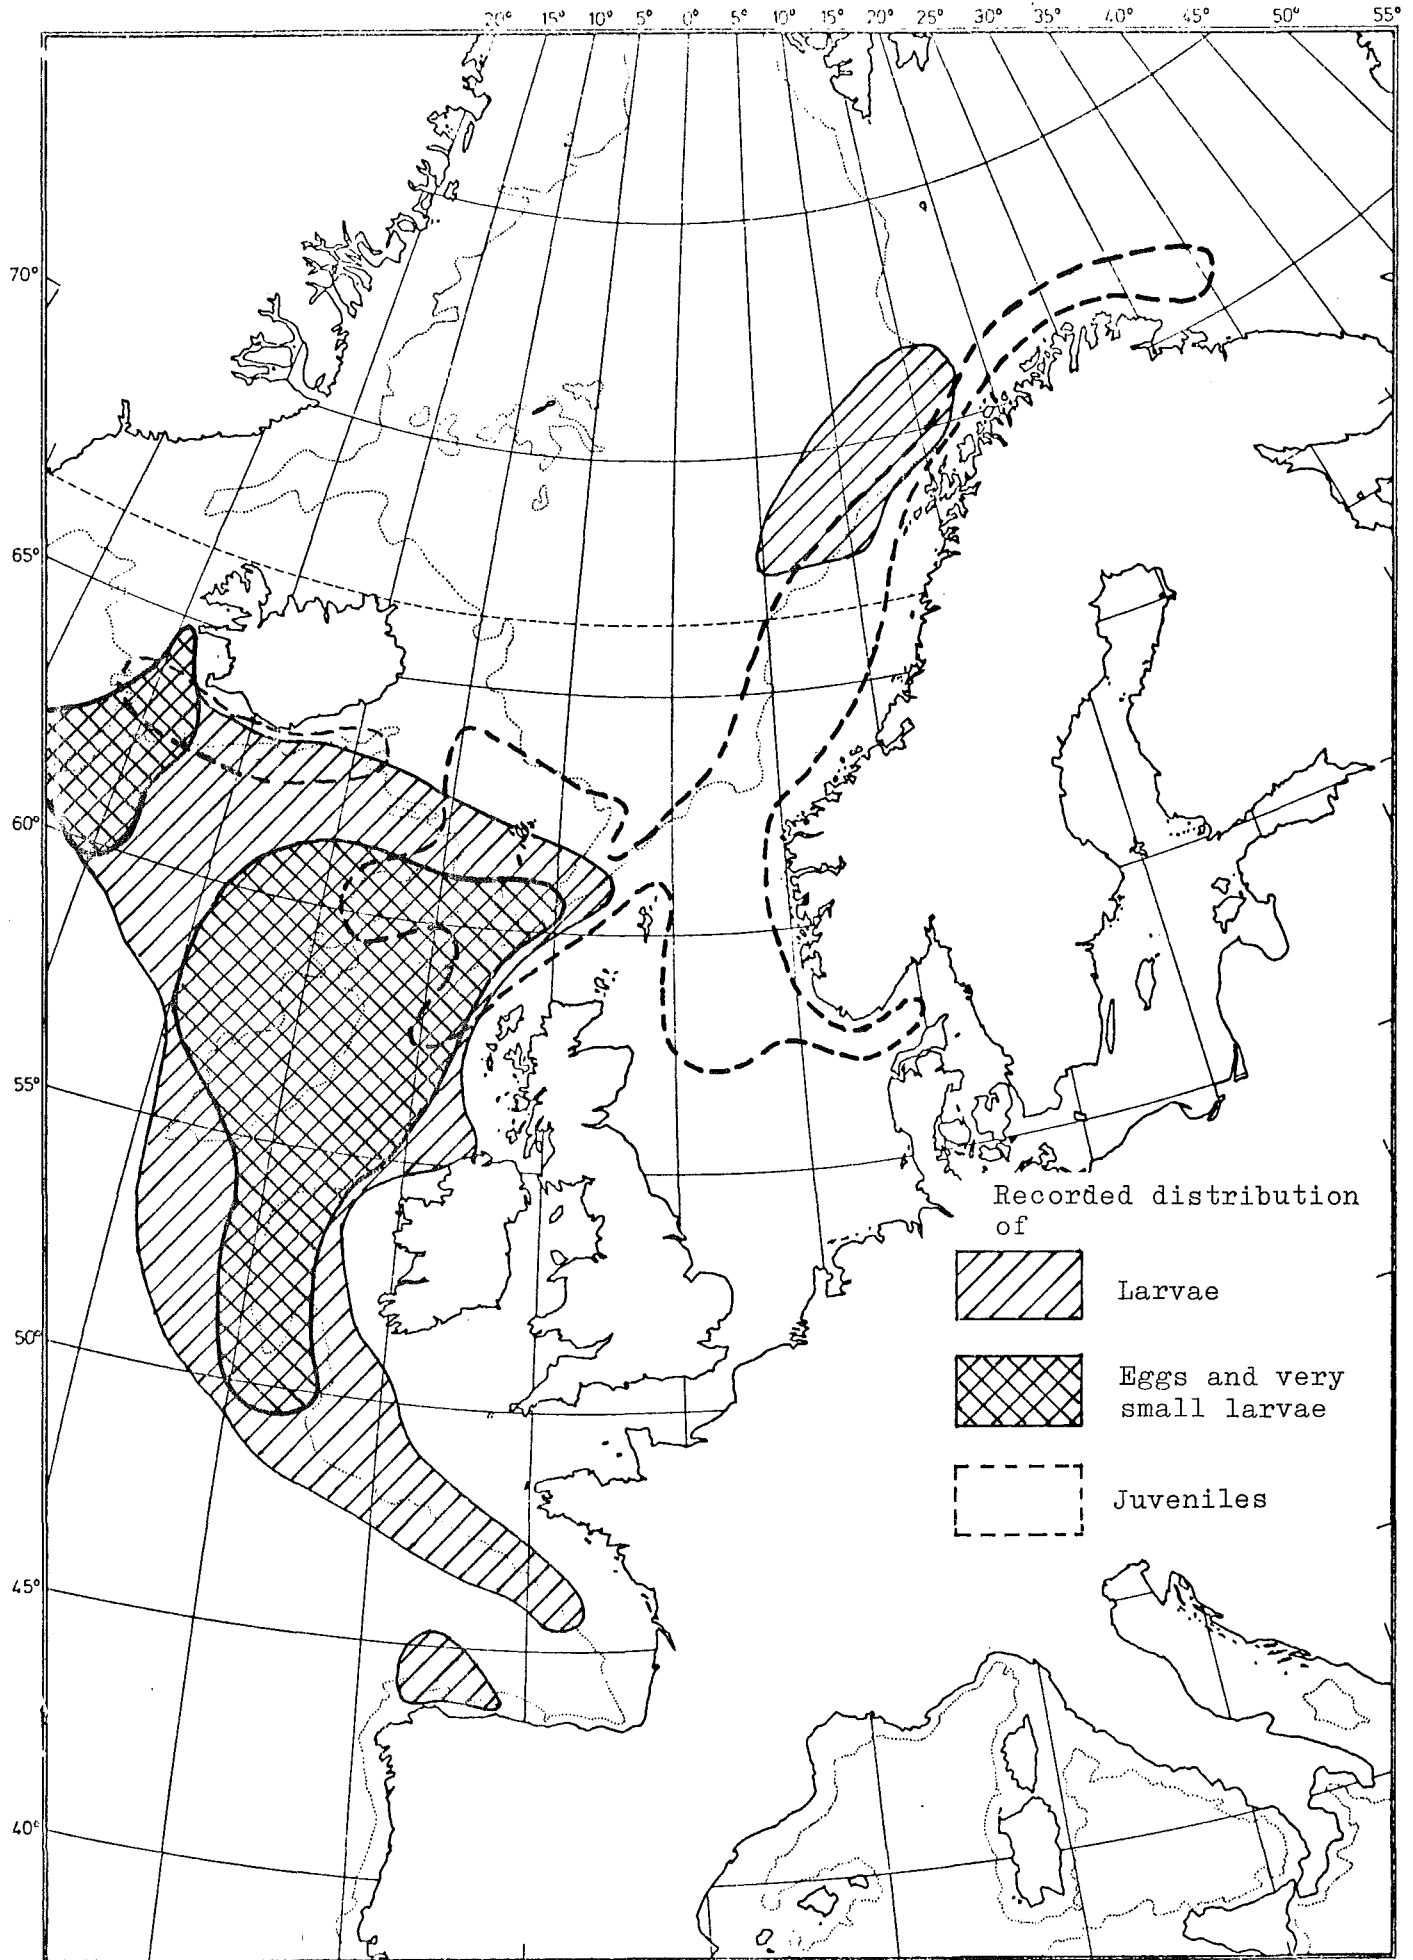 20° 15° 10° 5° 0° 5° 10° 15° 20° 25° 30° 35° 40° 45° 50° 55°
70°
65°
60°
55°
50°
45°
40°
Recorded distribution
of
Larvae
Eggs and very
small larvae
Juveniles